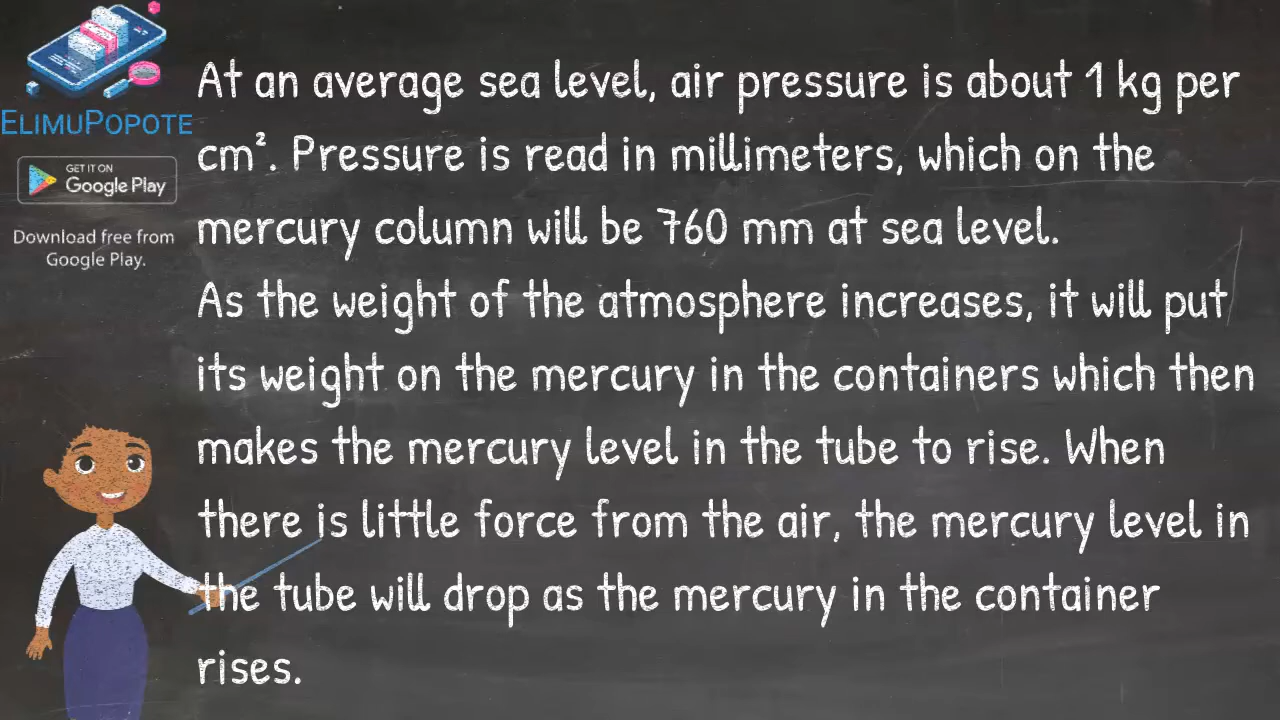 ELIMUPOPOTE
GET IT ON
Google Play
Download free from
Google Play.
At an average sea level, air pressure is about 1 kg per
cm². Pressure is read in millimeters, which on the
mercury column will be 760 mm at sea level.
As the weight of the atmosphere increases, it will put
its weight on the mercury in the containers which then
makes the mercury level in the tube to rise. When
there is little force from the air, the mercury level in
the tube will drop as the mercury in the container
rises.